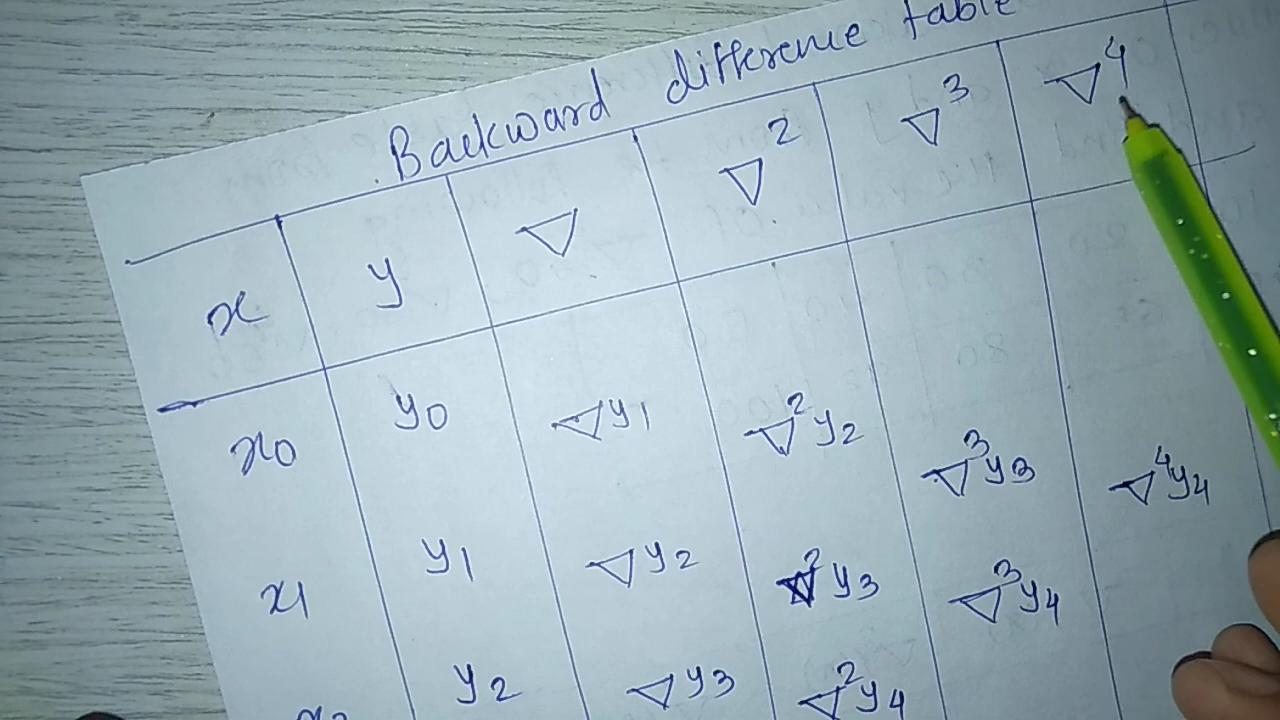 Backward difference table
x y ∇ ∇² ∇³ ∇⁴
x₀ y₀ ∇y₁ ∇²y₂ ∇³y₃ ∇⁴y₄
x₁ y₁ ∇y₂ ∇²y₃ ∇³y₄
y₂ ∇y₃ ∇²y₄